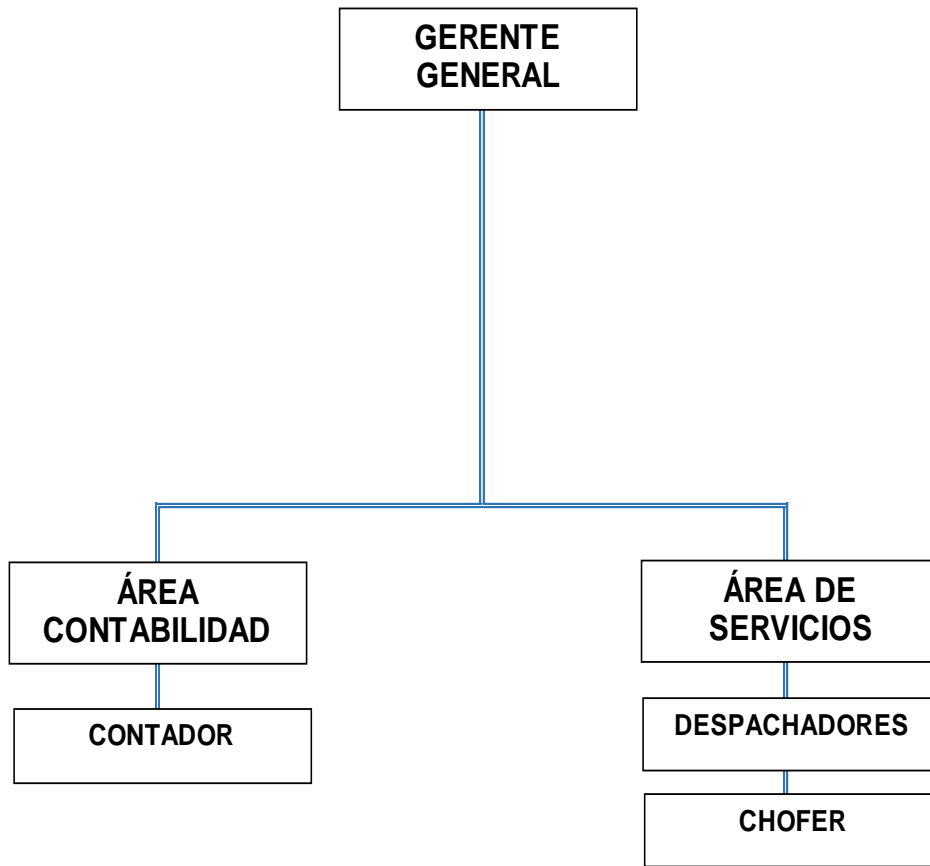 GERENTE
GENERAL
ÁREA
CONTABILIDAD
ÁREA DE
SERVICIOS
CONTADOR
DESPACHADORES
CHOFER